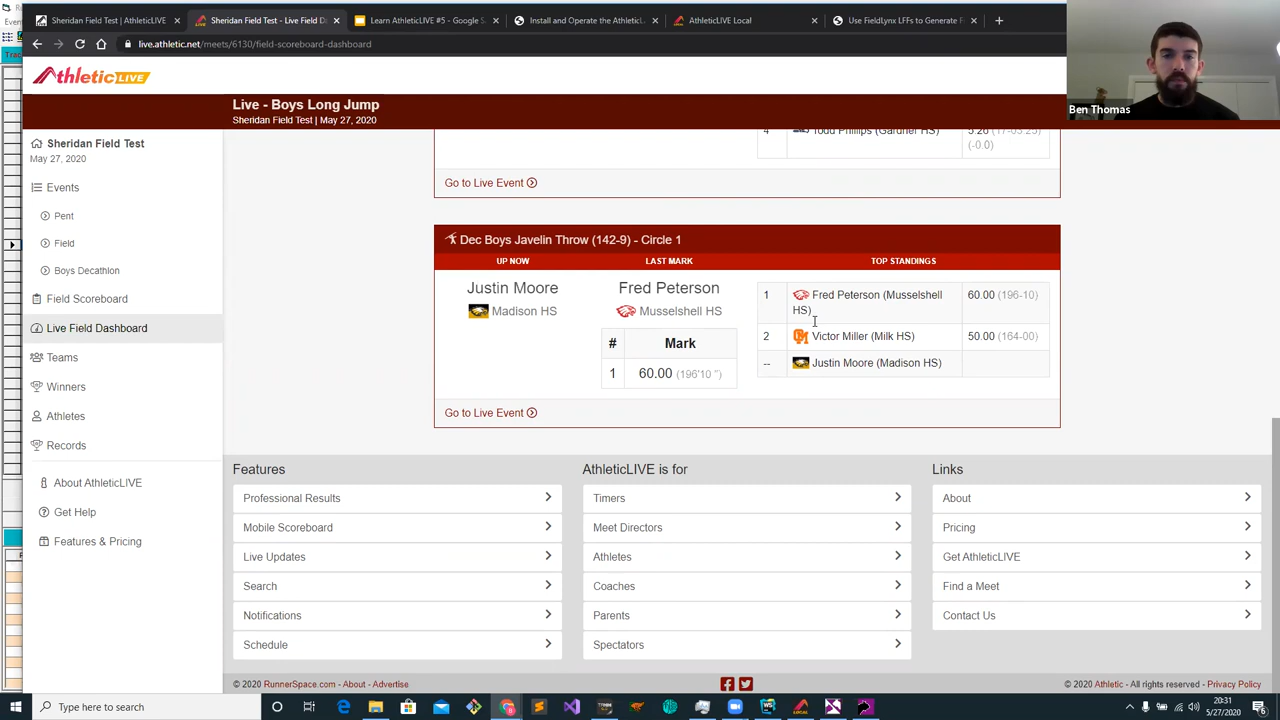 Sheridan Field Test | AthleticLIVE
Sheridan Field Test - Live Field D
Learn AthleticLIVE #5 - Google S
Install and Operate the Athletic
AthleticLIVE Local
Use FieldLynx LFFs to Generate F
live.athletic.net/meets/6130/field-scoreboard-dashboard
AthleticLIVE
Ben Thomas
Live - Boys Long Jump
Sheridan Field Test | May 27, 2020
Sheridan Field Test
May 27, 2020
Events
Pent
Field
Boys Decathlon
Field Scoreboard
Live Field Dashboard
Teams
Winners
Athletes
Records
About AthleticLIVE
Get Help
Features & Pricing
4 Todd Phillips (Gardner HS) 5.26 (17-03.25)
(-0.0)
Go to Live Event
Dec Boys Javelin Throw (142-9) - Circle 1
UP NOW LAST MARK TOP STANDINGS
Justin Moore
Madison HS
Fred Peterson
Musselshell HS
# Mark
1 60.00 (196'10 ")
1 Fred Peterson (Musselshell HS) 60.00 (196-10)
2 Victor Miller (Milk HS) 50.00 (164-00)
-- Justin Moore (Madison HS)
Go to Live Event
Features
Professional Results
Mobile Scoreboard
Live Updates
Search
Notifications
Schedule
AthleticLIVE is for
Timers
Meet Directors
Athletes
Coaches
Parents
Spectators
Links
About
Pricing
Get AthleticLIVE
Find a Meet
Contact Us
© 2020 RunnerSpace.com - About - Advertise
© 2020 Athletic - All rights reserved - Privacy Policy
Type here to search
20:31
5/27/2020